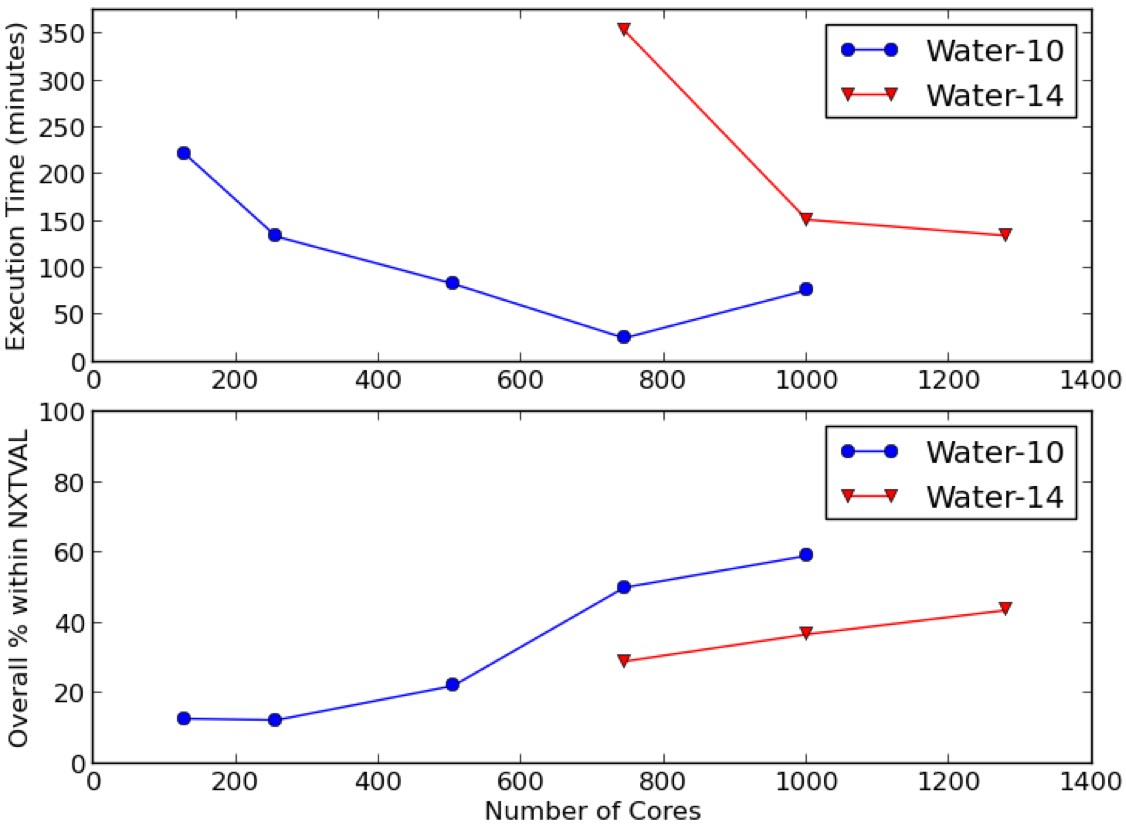 Execution Time (minutes)
350
300
250
200
150
100
50
0
Water-10
Water-14
0 200 400 600 800 1000 1200 1400
Overall % within NXTVAL
100
80
60
40
20
0
Water-10
Water-14
0 200 400 600 800 1000 1200 1400
Number of Cores